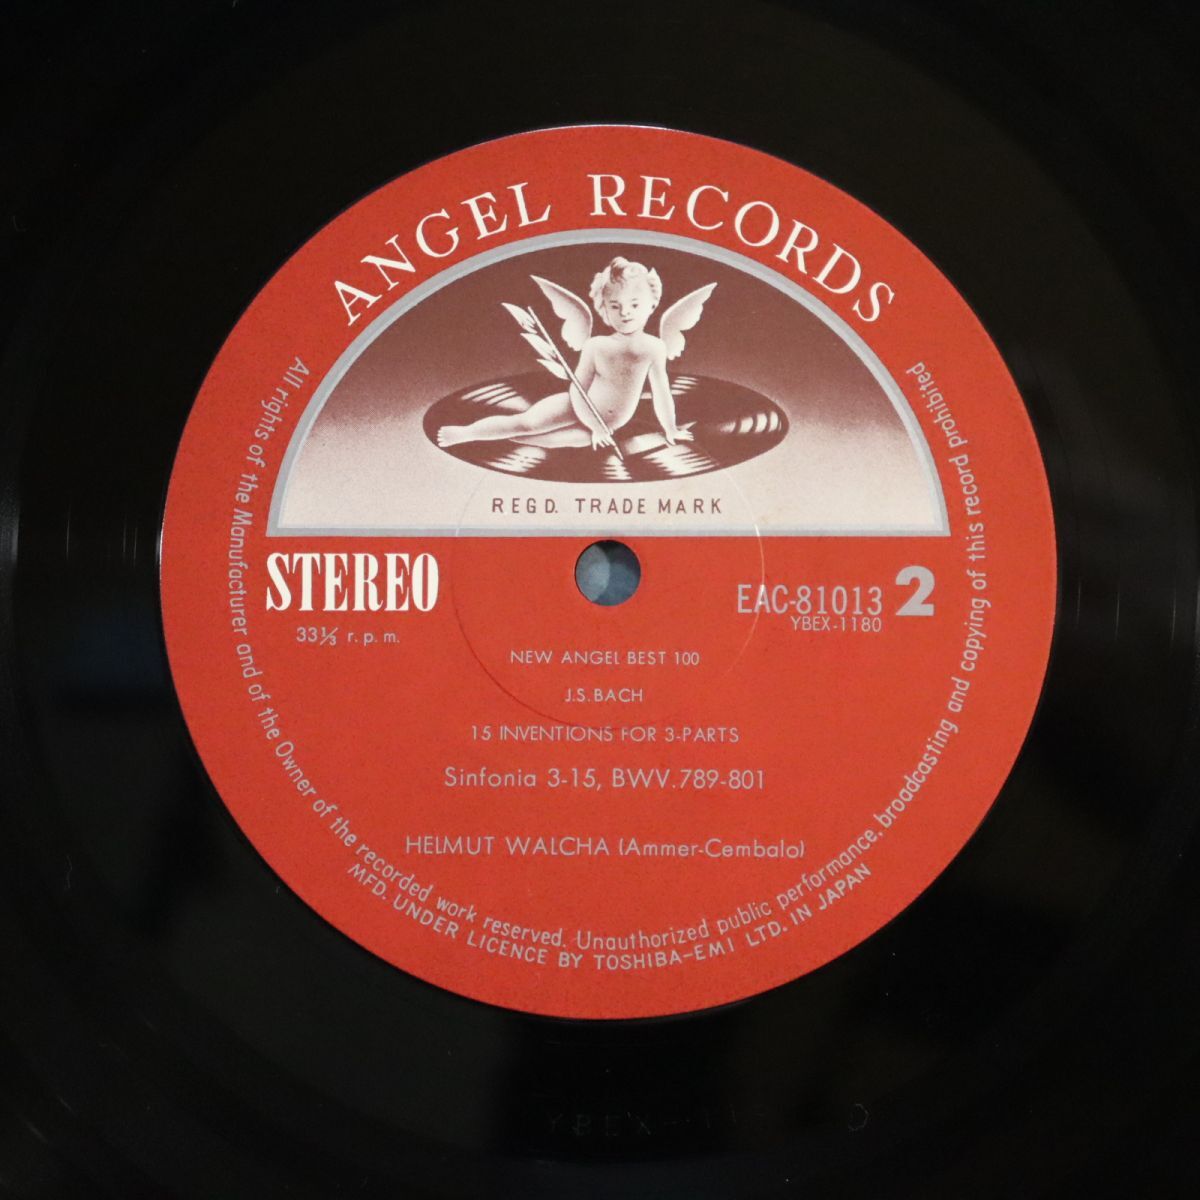 ANGEL RECORDS
REGD. TRADE MARK
STEREO
33⅓ r.p.m.
EAC-81013 2
YBEX-1180
NEW ANGEL BEST 100
J.S.BACH
15 INVENTIONS FOR 3-PARTS
Sinfonia 3-15, BWV.789-801
HELMUT WALCHA (Ammer-Cembalo)
All rights of the Manufacturer and of the Owner of the recorded work reserved. Unauthorized public performance, broadcasting and copying of this record prohibited
MFD. UNDER LICENCE BY TOSHIBA-EMI LTD. IN JAPAN